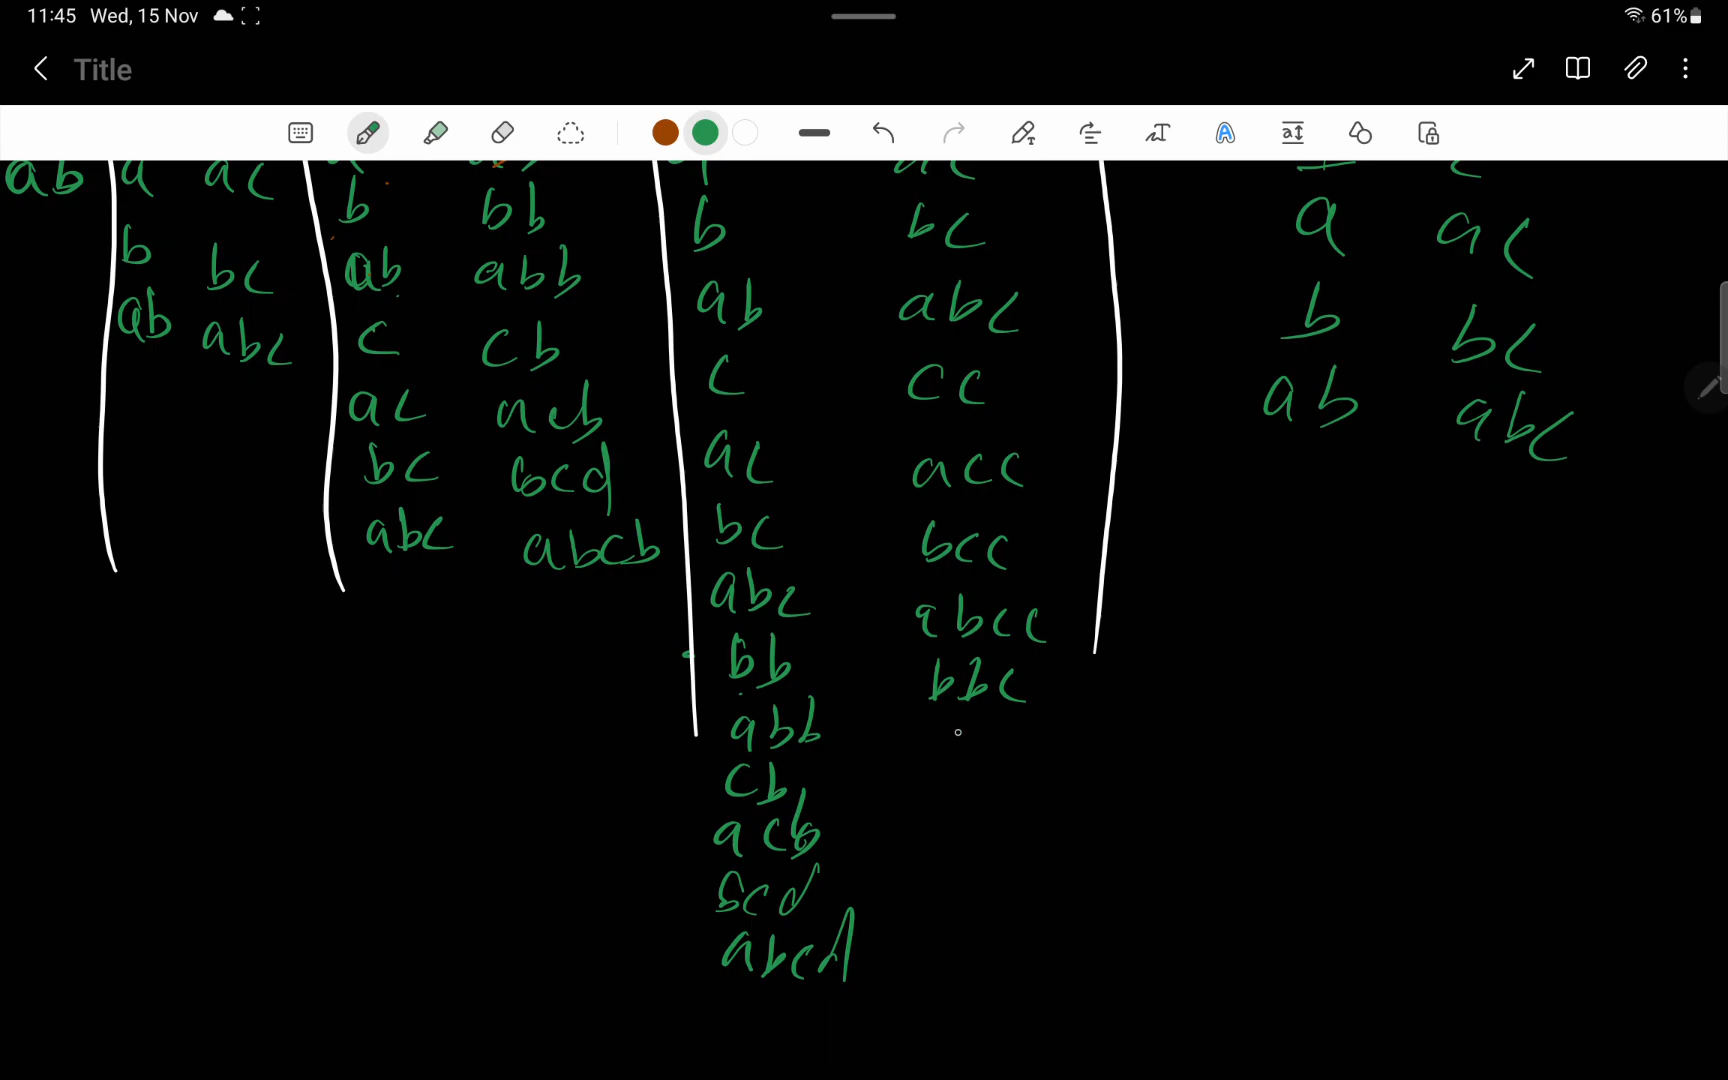 11:45 Wed, 15 Nov 61%
Title
ab a ac
b bc
ab abc
b bb
ab abb
c cb
ac acb
bc bcd
abc abcb
ac
b bc
ab abc
c cc
ac acc
bc bcc
abc abcc
bb bbc
abb
cb
acb
bcd
abcd
c
a ac
b bc
ab abc